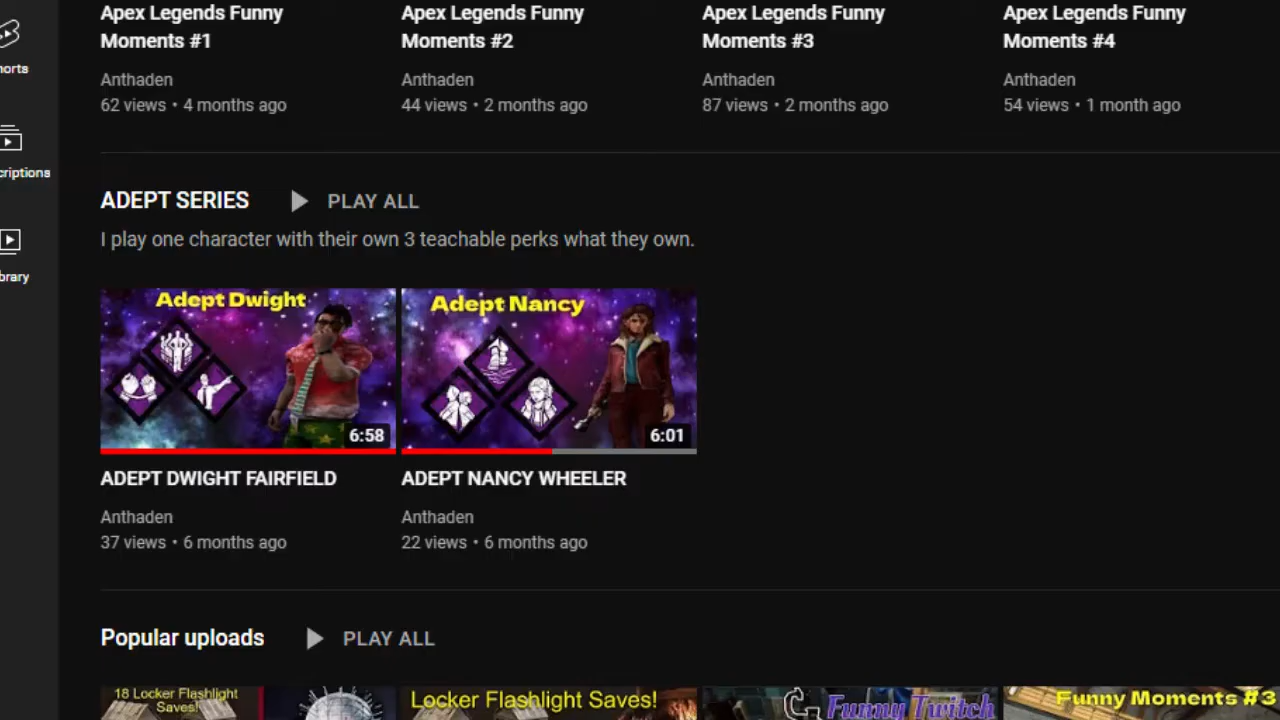 Apex Legends Funny
Moments #1
Anthaden
62 views • 4 months ago
Apex Legends Funny
Moments #2
Anthaden
44 views • 2 months ago
Apex Legends Funny
Moments #3
Anthaden
87 views • 2 months ago
Apex Legends Funny
Moments #4
Anthaden
54 views • 1 month ago
horts
criptions
brary
ADEPT SERIES
PLAY ALL
I play one character with their own 3 teachable perks what they own.
Adept Dwight
6:58
ADEPT DWIGHT FAIRFIELD
Anthaden
37 views • 6 months ago
Adept Nancy
6:01
ADEPT NANCY WHEELER
Anthaden
22 views • 6 months ago
Popular uploads
PLAY ALL
18 Locker Flashlight
Saves!
Locker Flashlight Saves!
Funny Twitch
Funny Moments #3